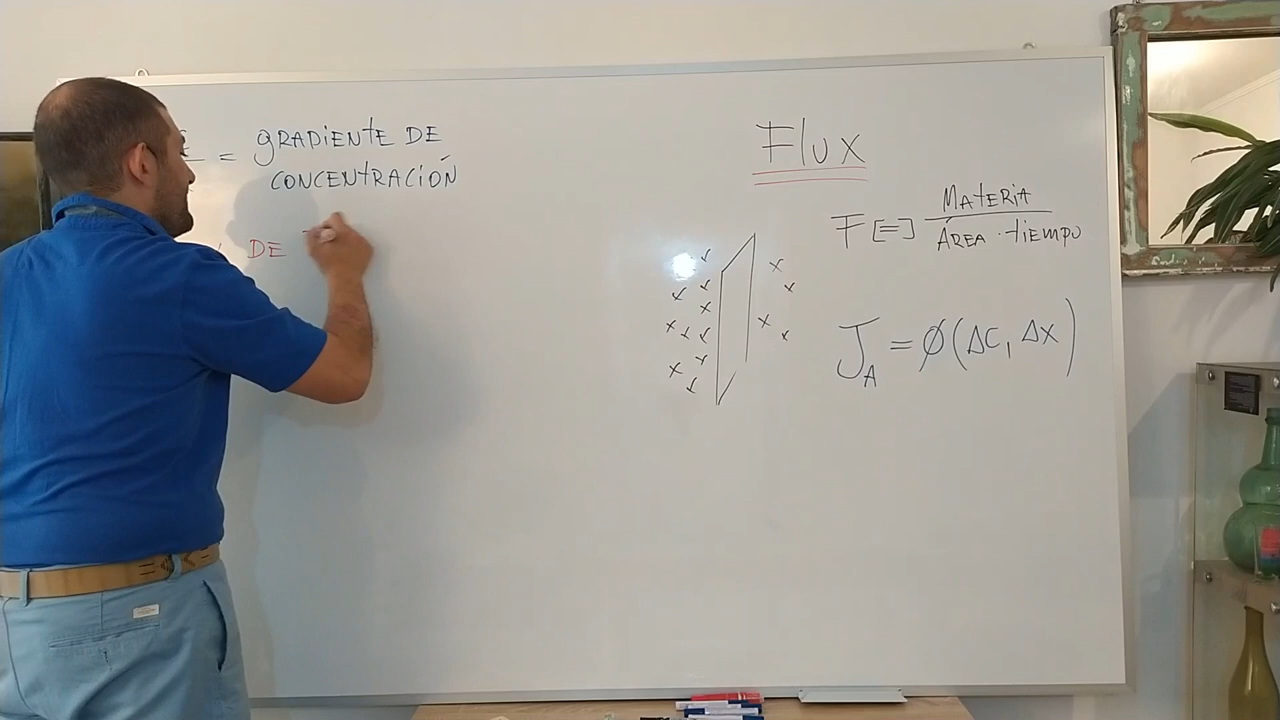 = gRADiENtE DE
CONCENtRACIÓN
DE
Flux
F [=] MAteRiA
ÁREA · tiEMpO
J_A = Ø(ΔC, Δx)